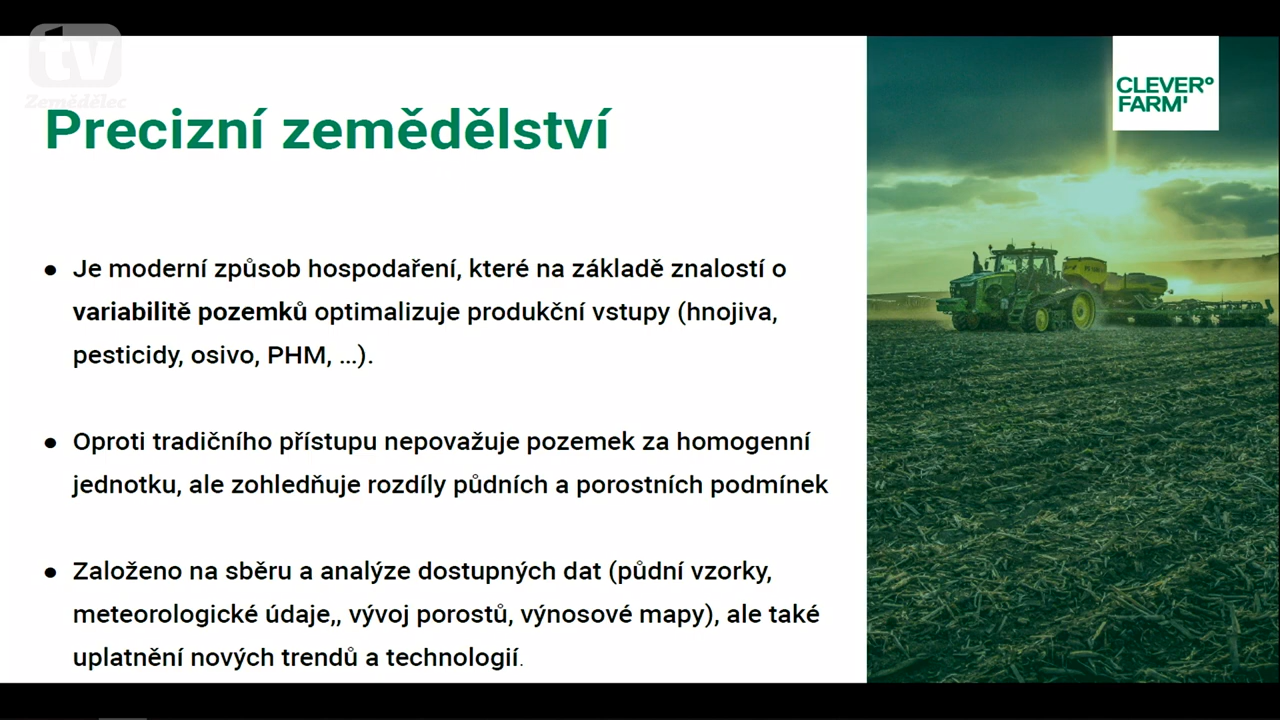 tv
Zemědělec
CLEVER°
FARM'
Precizní zemědělství
● Je moderní způsob hospodaření, které na základě znalostí o
variabilitě pozemků optimalizuje produkční vstupy (hnojiva,
pesticidy, osivo, PHM, ...).
● Oproti tradičního přístupu nepovažuje pozemek za homogenní
jednotku, ale zohledňuje rozdíly půdních a porostních podmínek
● Založeno na sběru a analýze dostupných dat (půdní vzorky,
meteorologické údaje,, vývoj porostů, výnosové mapy), ale také
uplatnění nových trendů a technologií.